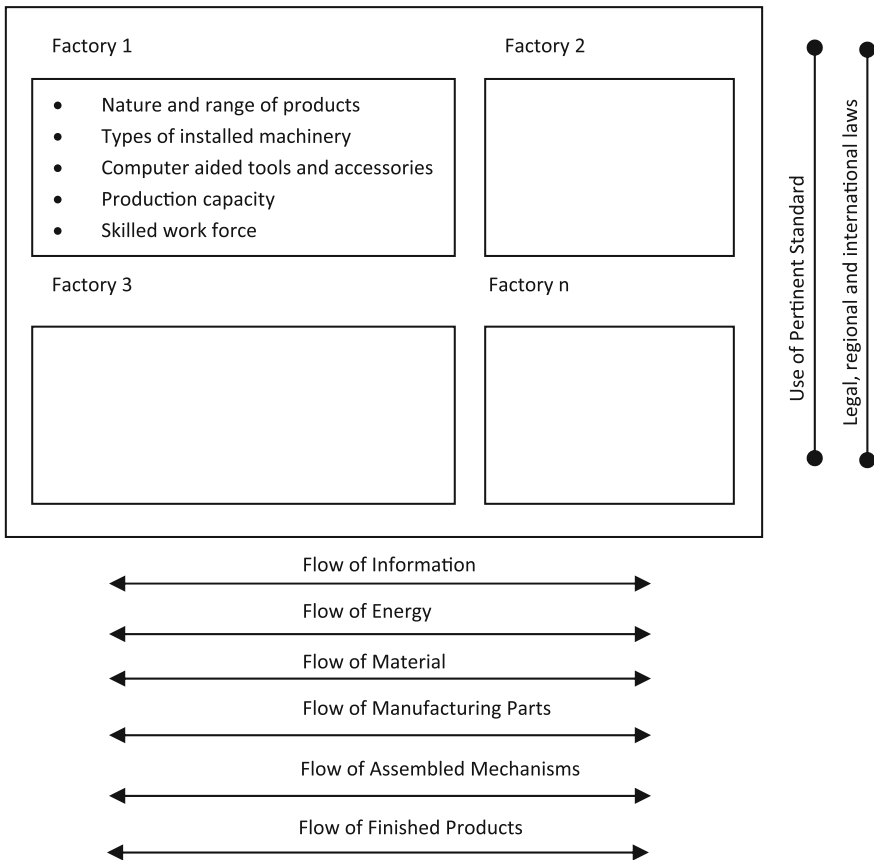 Factory 1
Factory 2
• Nature and range of products
• Types of installed machinery
• Computer aided tools and accessories
• Production capacity
• Skilled work force
Factory 3
Factory n
Use of Pertinent Standard
Legal, regional and international laws
Flow of Information
Flow of Energy
Flow of Material
Flow of Manufacturing Parts
Flow of Assembled Mechanisms
Flow of Finished Products